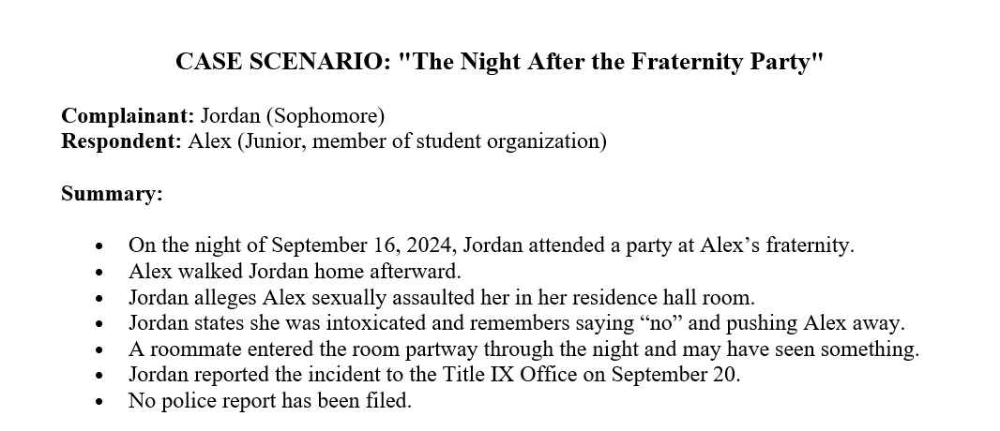 CASE SCENARIO: "The Night After the Fraternity Party"
Complainant: Jordan (Sophomore)
Respondent: Alex (Junior, member of student organization)
Summary:
• On the night of September 16, 2024, Jordan attended a party at Alex’s fraternity.
• Alex walked Jordan home afterward.
• Jordan alleges Alex sexually assaulted her in her residence hall room.
• Jordan states she was intoxicated and remembers saying “no” and pushing Alex away.
• A roommate entered the room partway through the night and may have seen something.
• Jordan reported the incident to the Title IX Office on September 20.
• No police report has been filed.